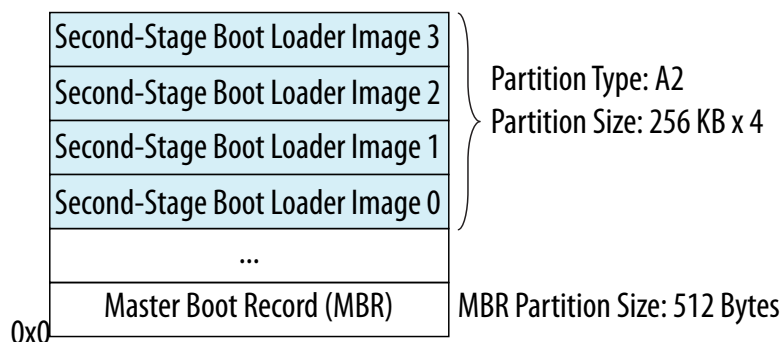 Second-Stage Boot Loader Image 3
Second-Stage Boot Loader Image 2
Second-Stage Boot Loader Image 1
Second-Stage Boot Loader Image 0
Partition Type: A2
Partition Size: 256 KB x 4
...
Master Boot Record (MBR)
MBR Partition Size: 512 Bytes
0x0